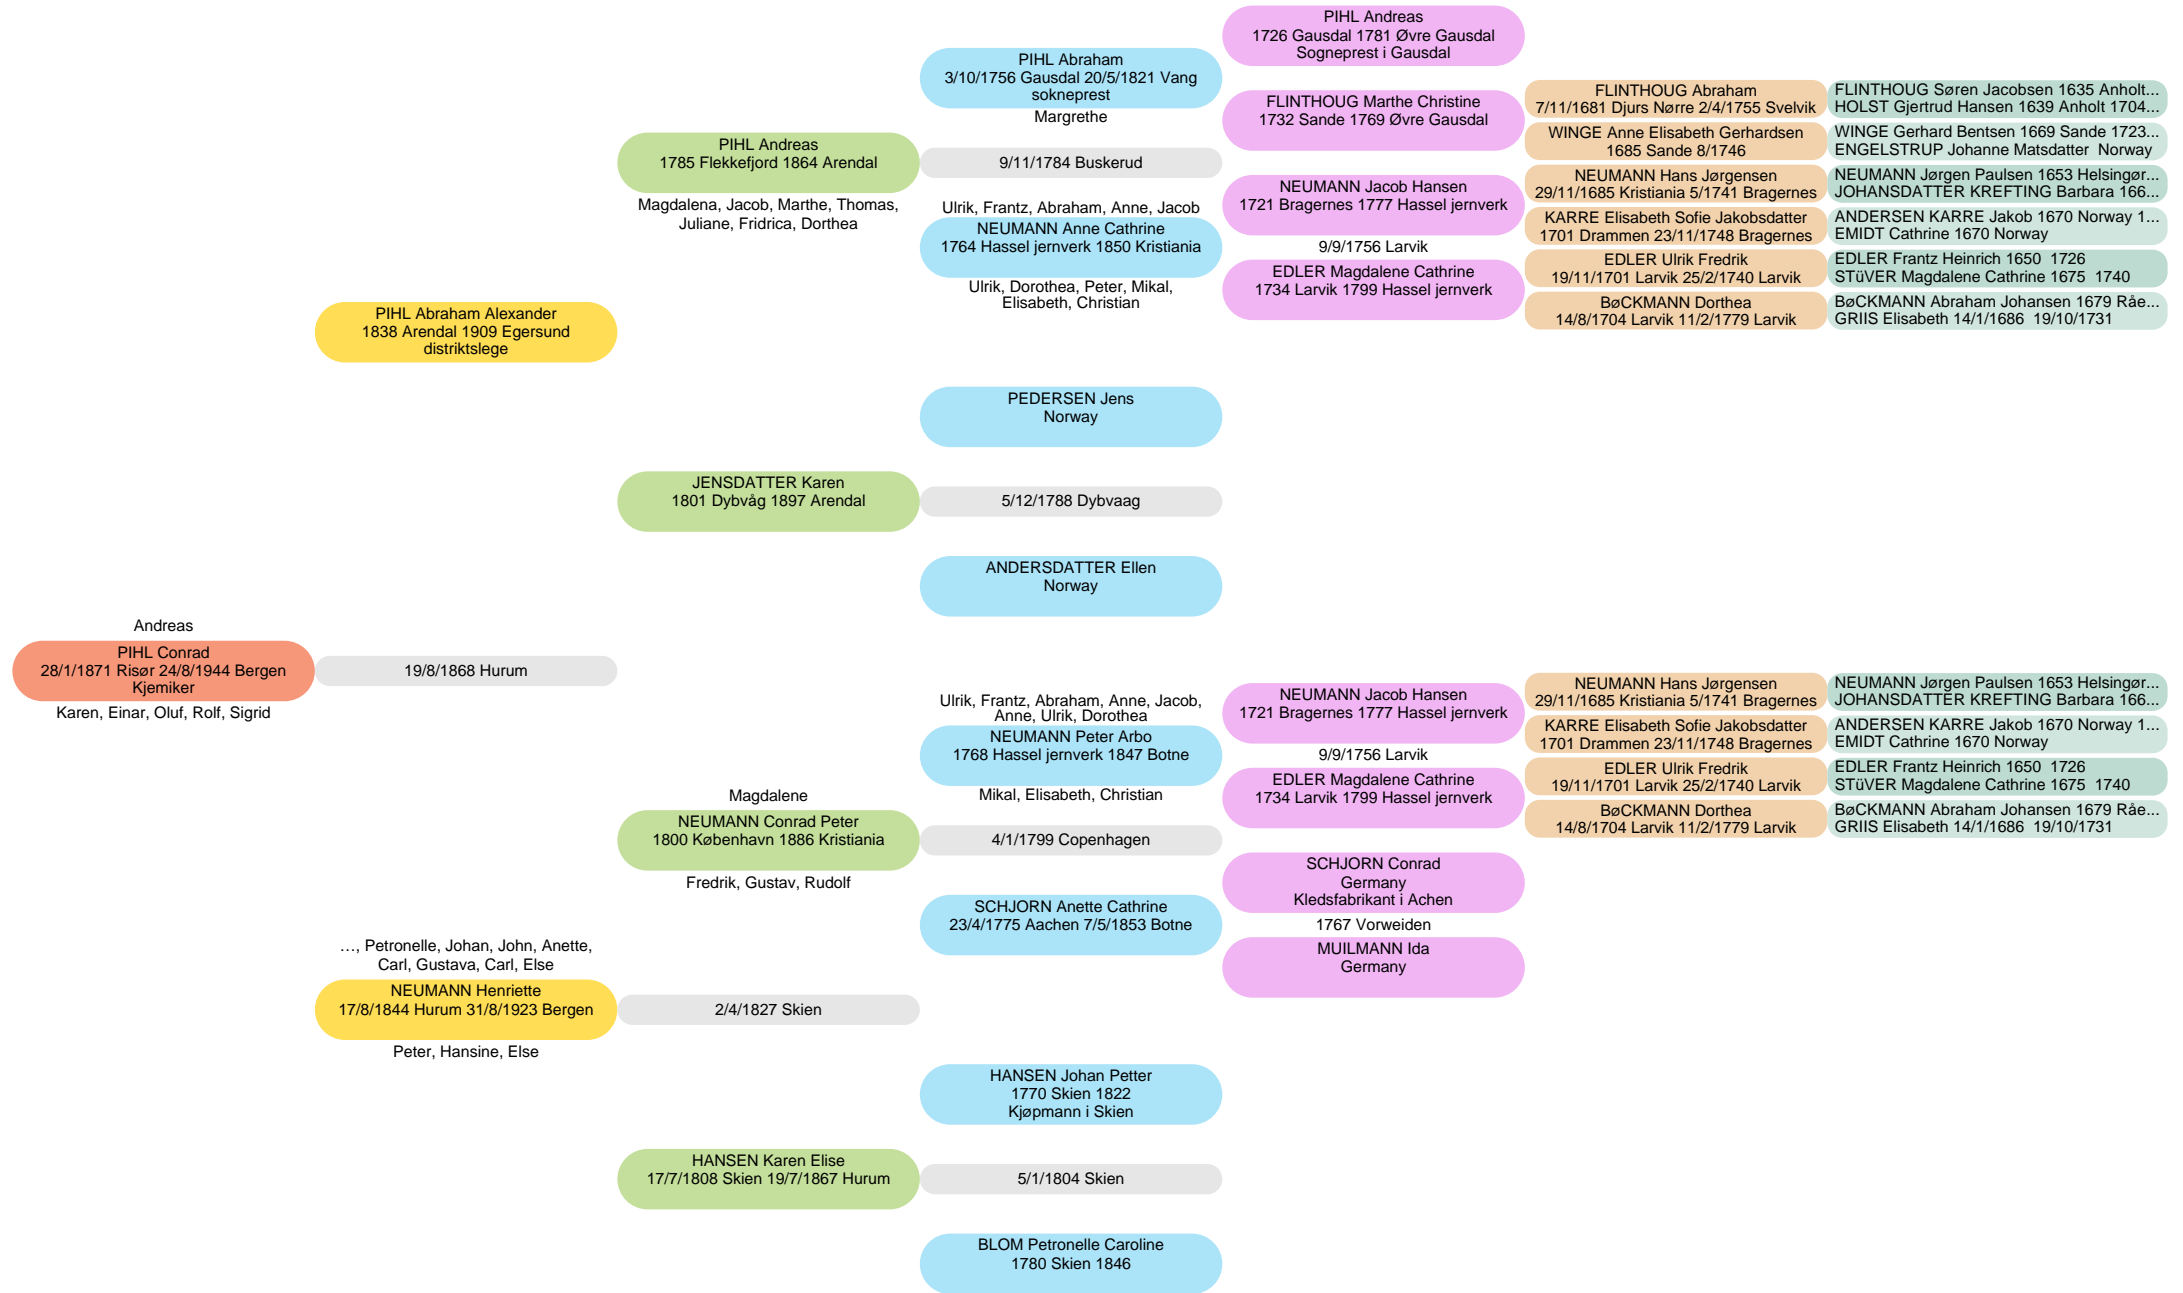 Andreas
PIHL Conrad
28/1/1871 Risør 24/8/1944 Bergen
Kjemiker
Karen, Einar, Oluf, Rolf, Sigrid
PIHL Abraham Alexander
1838 Arendal 1909 Egersund
distriktslege
19/8/1868 Hurum
…, Petronelle, Johan, John, Anette,
Carl, Gustava, Carl, Else
NEUMANN Henriette
17/8/1844 Hurum 31/8/1923 Bergen
Peter, Hansine, Else
PIHL Andreas
1785 Flekkefjord 1864 Arendal
Magdalena, Jacob, Marthe, Thomas,
Juliane, Fridrica, Dorthea
JENSDATTER Karen
1801 Dybvåg 1897 Arendal
Magdalene
NEUMANN Conrad Peter
1800 København 1886 Kristiania
Fredrik, Gustav, Rudolf
2/4/1827 Skien
HANSEN Karen Elise
17/7/1808 Skien 19/7/1867 Hurum
PIHL Abraham
3/10/1756 Gausdal 20/5/1821 Vang
sokneprest
Margrethe
9/11/1784 Buskerud
Ulrik, Frantz, Abraham, Anne, Jacob
NEUMANN Anne Cathrine
1764 Hassel jernverk 1850 Kristiania
Ulrik, Dorothea, Peter, Mikal,
Elisabeth, Christian
PEDERSEN Jens
Norway
5/12/1788 Dybvaag
ANDERSDATTER Ellen
Norway
Ulrik, Frantz, Abraham, Anne, Jacob,
Anne, Ulrik, Dorothea
NEUMANN Peter Arbo
1768 Hassel jernverk 1847 Botne
Mikal, Elisabeth, Christian
4/1/1799 Copenhagen
SCHJORN Anette Cathrine
23/4/1775 Aachen 7/5/1853 Botne
HANSEN Johan Petter
1770 Skien 1822
Kjøpmann i Skien
5/1/1804 Skien
BLOM Petronelle Caroline
1780 Skien 1846
PIHL Andreas
1726 Gausdal 1781 Øvre Gausdal
Sogneprest i Gausdal
FLINTHOUG Marthe Christine
1732 Sande 1769 Øvre Gausdal
NEUMANN Jacob Hansen
1721 Bragernes 1777 Hassel jernverk
9/9/1756 Larvik
EDLER Magdalene Cathrine
1734 Larvik 1799 Hassel jernverk
NEUMANN Jacob Hansen
1721 Bragernes 1777 Hassel jernverk
9/9/1756 Larvik
EDLER Magdalene Cathrine
1734 Larvik 1799 Hassel jernverk
SCHJORN Conrad
Germany
Kledsfabrikant i Achen
1767 Vorweiden
MUILMANN Ida
Germany
FLINTHOUG Abraham
7/11/1681 Djurs Nørre 2/4/1755 Svelvik
WINGE Anne Elisabeth Gerhardsen
1685 Sande 8/1746
NEUMANN Hans Jørgensen
29/11/1685 Kristiania 5/1741 Bragernes
KARRE Elisabeth Sofie Jakobsdatter
1701 Drammen 23/11/1748 Bragernes
EDLER Ulrik Fredrik
19/11/1701 Larvik 25/2/1740 Larvik
BøCKMANN Dorthea
14/8/1704 Larvik 11/2/1779 Larvik
NEUMANN Hans Jørgensen
29/11/1685 Kristiania 5/1741 Bragernes
KARRE Elisabeth Sofie Jakobsdatter
1701 Drammen 23/11/1748 Bragernes
EDLER Ulrik Fredrik
19/11/1701 Larvik 25/2/1740 Larvik
BøCKMANN Dorthea
14/8/1704 Larvik 11/2/1779 Larvik
FLINTHOUG Søren Jacobsen 1635 Anholt...
HOLST Gjertrud Hansen 1639 Anholt 1704...
WINGE Gerhard Bentsen 1669 Sande 1723...
ENGELSTRUP Johanne Matsdatter Norway
NEUMANN Jørgen Paulsen 1653 Helsingør...
JOHANSDATTER KREFTING Barbara 166...
ANDERSEN KARRE Jakob 1670 Norway 1...
EMIDT Cathrine 1670 Norway
EDLER Frantz Heinrich 1650 1726
STüVER Magdalene Cathrine 1675 1740
BøCKMANN Abraham Johansen 1679 Råe...
GRIIS Elisabeth 14/1/1686 19/10/1731
NEUMANN Jørgen Paulsen 1653 Helsingør...
JOHANSDATTER KREFTING Barbara 166...
ANDERSEN KARRE Jakob 1670 Norway 1...
EMIDT Cathrine 1670 Norway
EDLER Frantz Heinrich 1650 1726
STüVER Magdalene Cathrine 1675 1740
BøCKMANN Abraham Johansen 1679 Råe...
GRIIS Elisabeth 14/1/1686 19/10/1731